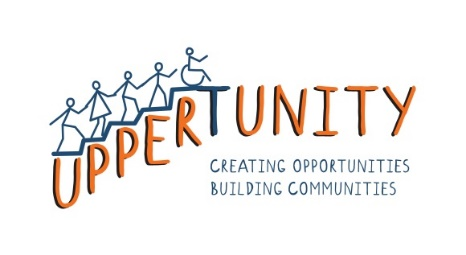 UPPERTUNITY
CREATING OPPORTUNITIES
BUILDING COMMUNITIES